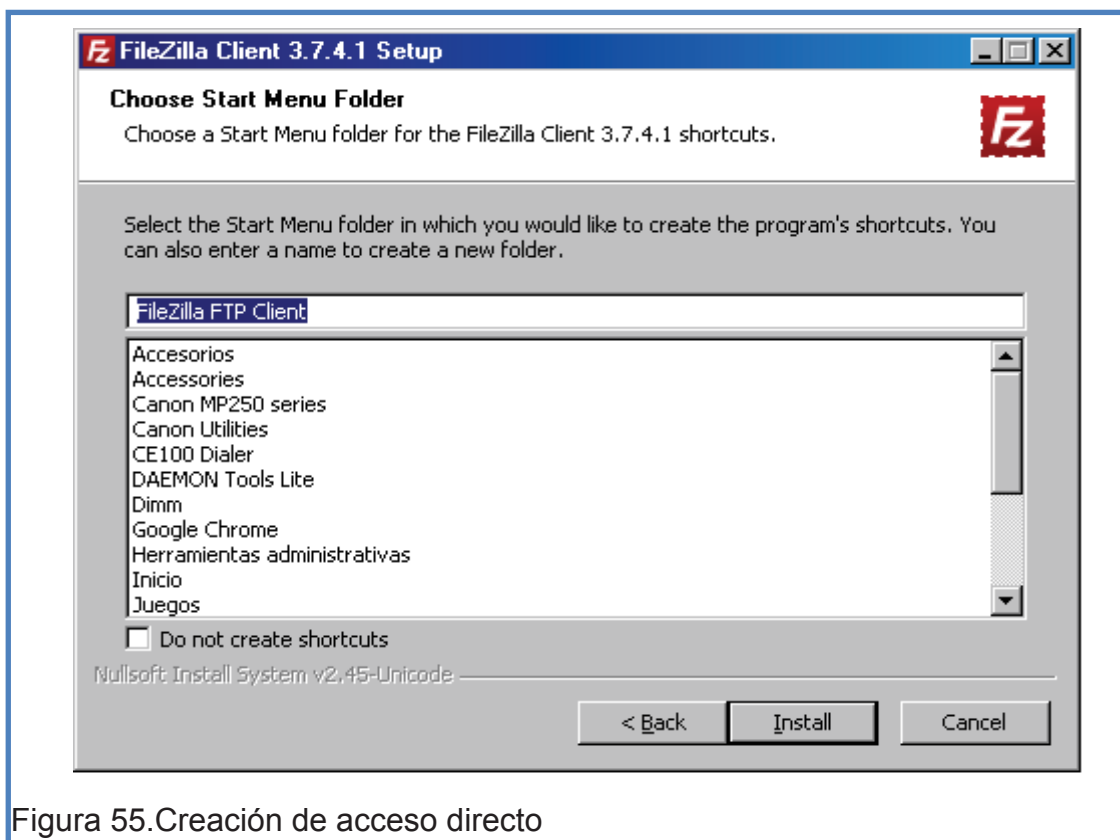 FileZilla Client 3.7.4.1 Setup
Choose Start Menu Folder
Choose a Start Menu folder for the FileZilla Client 3.7.4.1 shortcuts.
Select the Start Menu folder in which you would like to create the program's shortcuts. You
can also enter a name to create a new folder.
FileZilla FTP Client
Accesorios
Accessories
Canon MP250 series
Canon Utilities
CE100 Dialer
DAEMON Tools Lite
Dimm
Google Chrome
Herramientas administrativas
Inicio
Juegos
Do not create shortcuts
Nullsoft Install System v2.45-Unicode
< Back Install Cancel
Figura 55.Creación de acceso directo